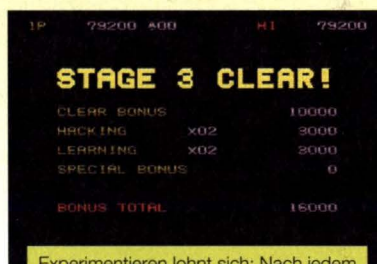 1P 79200 ♠00 HI 79200
STAGE 3 CLEAR!
CLEAR BONUS 10000
HACKING X02 3000
LEARNING X02 3000
SPECIAL BONUS 0
BONUS TOTAL 16000
Experimentieren lohnt sich: Nach jedem